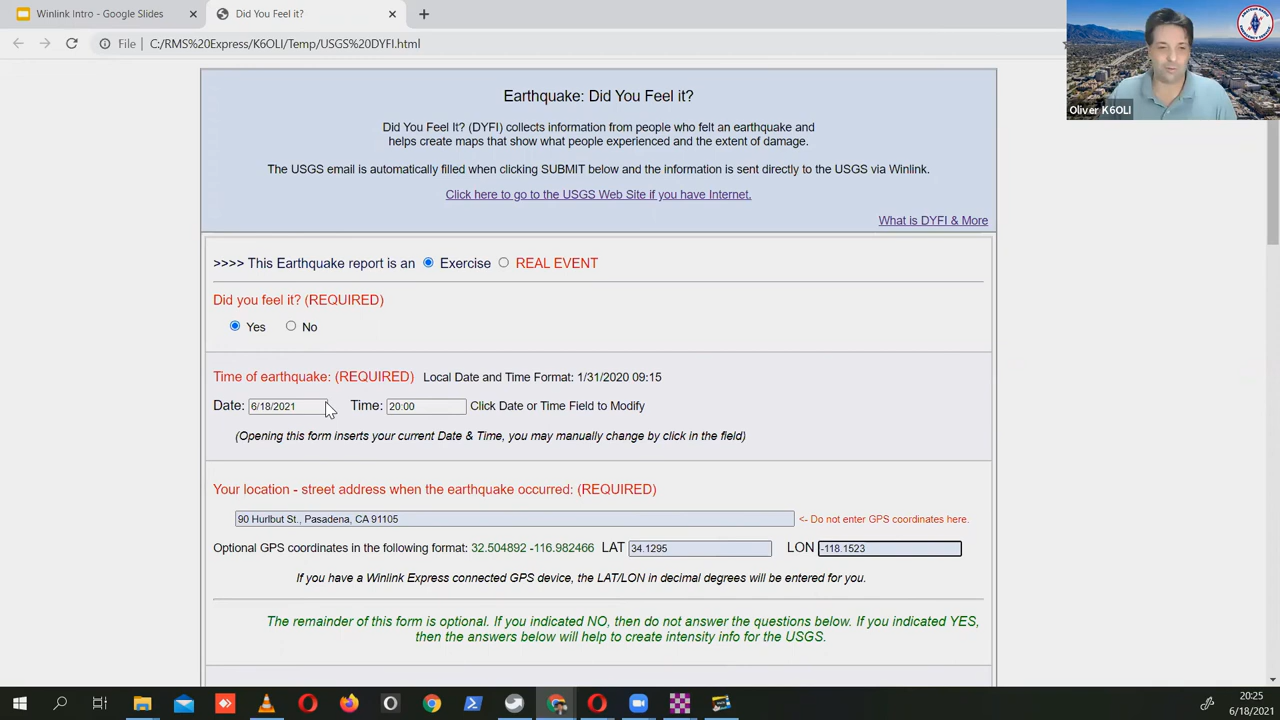 Winlink Intro - Google Slides
Did You Feel it?
File C:/RMS%20Express/K6OLI/Temp/USGS%20DYFI.html
Oliver K6OLI
Earthquake: Did You Feel it?
Did You Feel It? (DYFI) collects information from people who felt an earthquake and
helps create maps that show what people experienced and the extent of damage.
The USGS email is automatically filled when clicking SUBMIT below and the information is sent directly to the USGS via Winlink.
Click here to go to the USGS Web Site if you have Internet.
What is DYFI & More
>>>> This Earthquake report is an Exercise REAL EVENT
Did you feel it? (REQUIRED)
Yes No
Time of earthquake: (REQUIRED) Local Date and Time Format: 1/31/2020 09:15
Date: 6/18/2021 Time: 20:00 Click Date or Time Field to Modify
(Opening this form inserts your current Date & Time, you may manually change by click in the field)
Your location - street address when the earthquake occurred: (REQUIRED)
90 Hurlbut St., Pasadena, CA 91105 <- Do not enter GPS coordinates here.
Optional GPS coordinates in the following format: 32.504892 -116.982466 LAT 34.1295 LON -118.1523
If you have a Winlink Express connected GPS device, the LAT/LON in decimal degrees will be entered for you.
The remainder of this form is optional. If you indicated NO, then do not answer the questions below. If you indicated YES,
then the answers below will help to create intensity info for the USGS.
20:25
6/18/2021